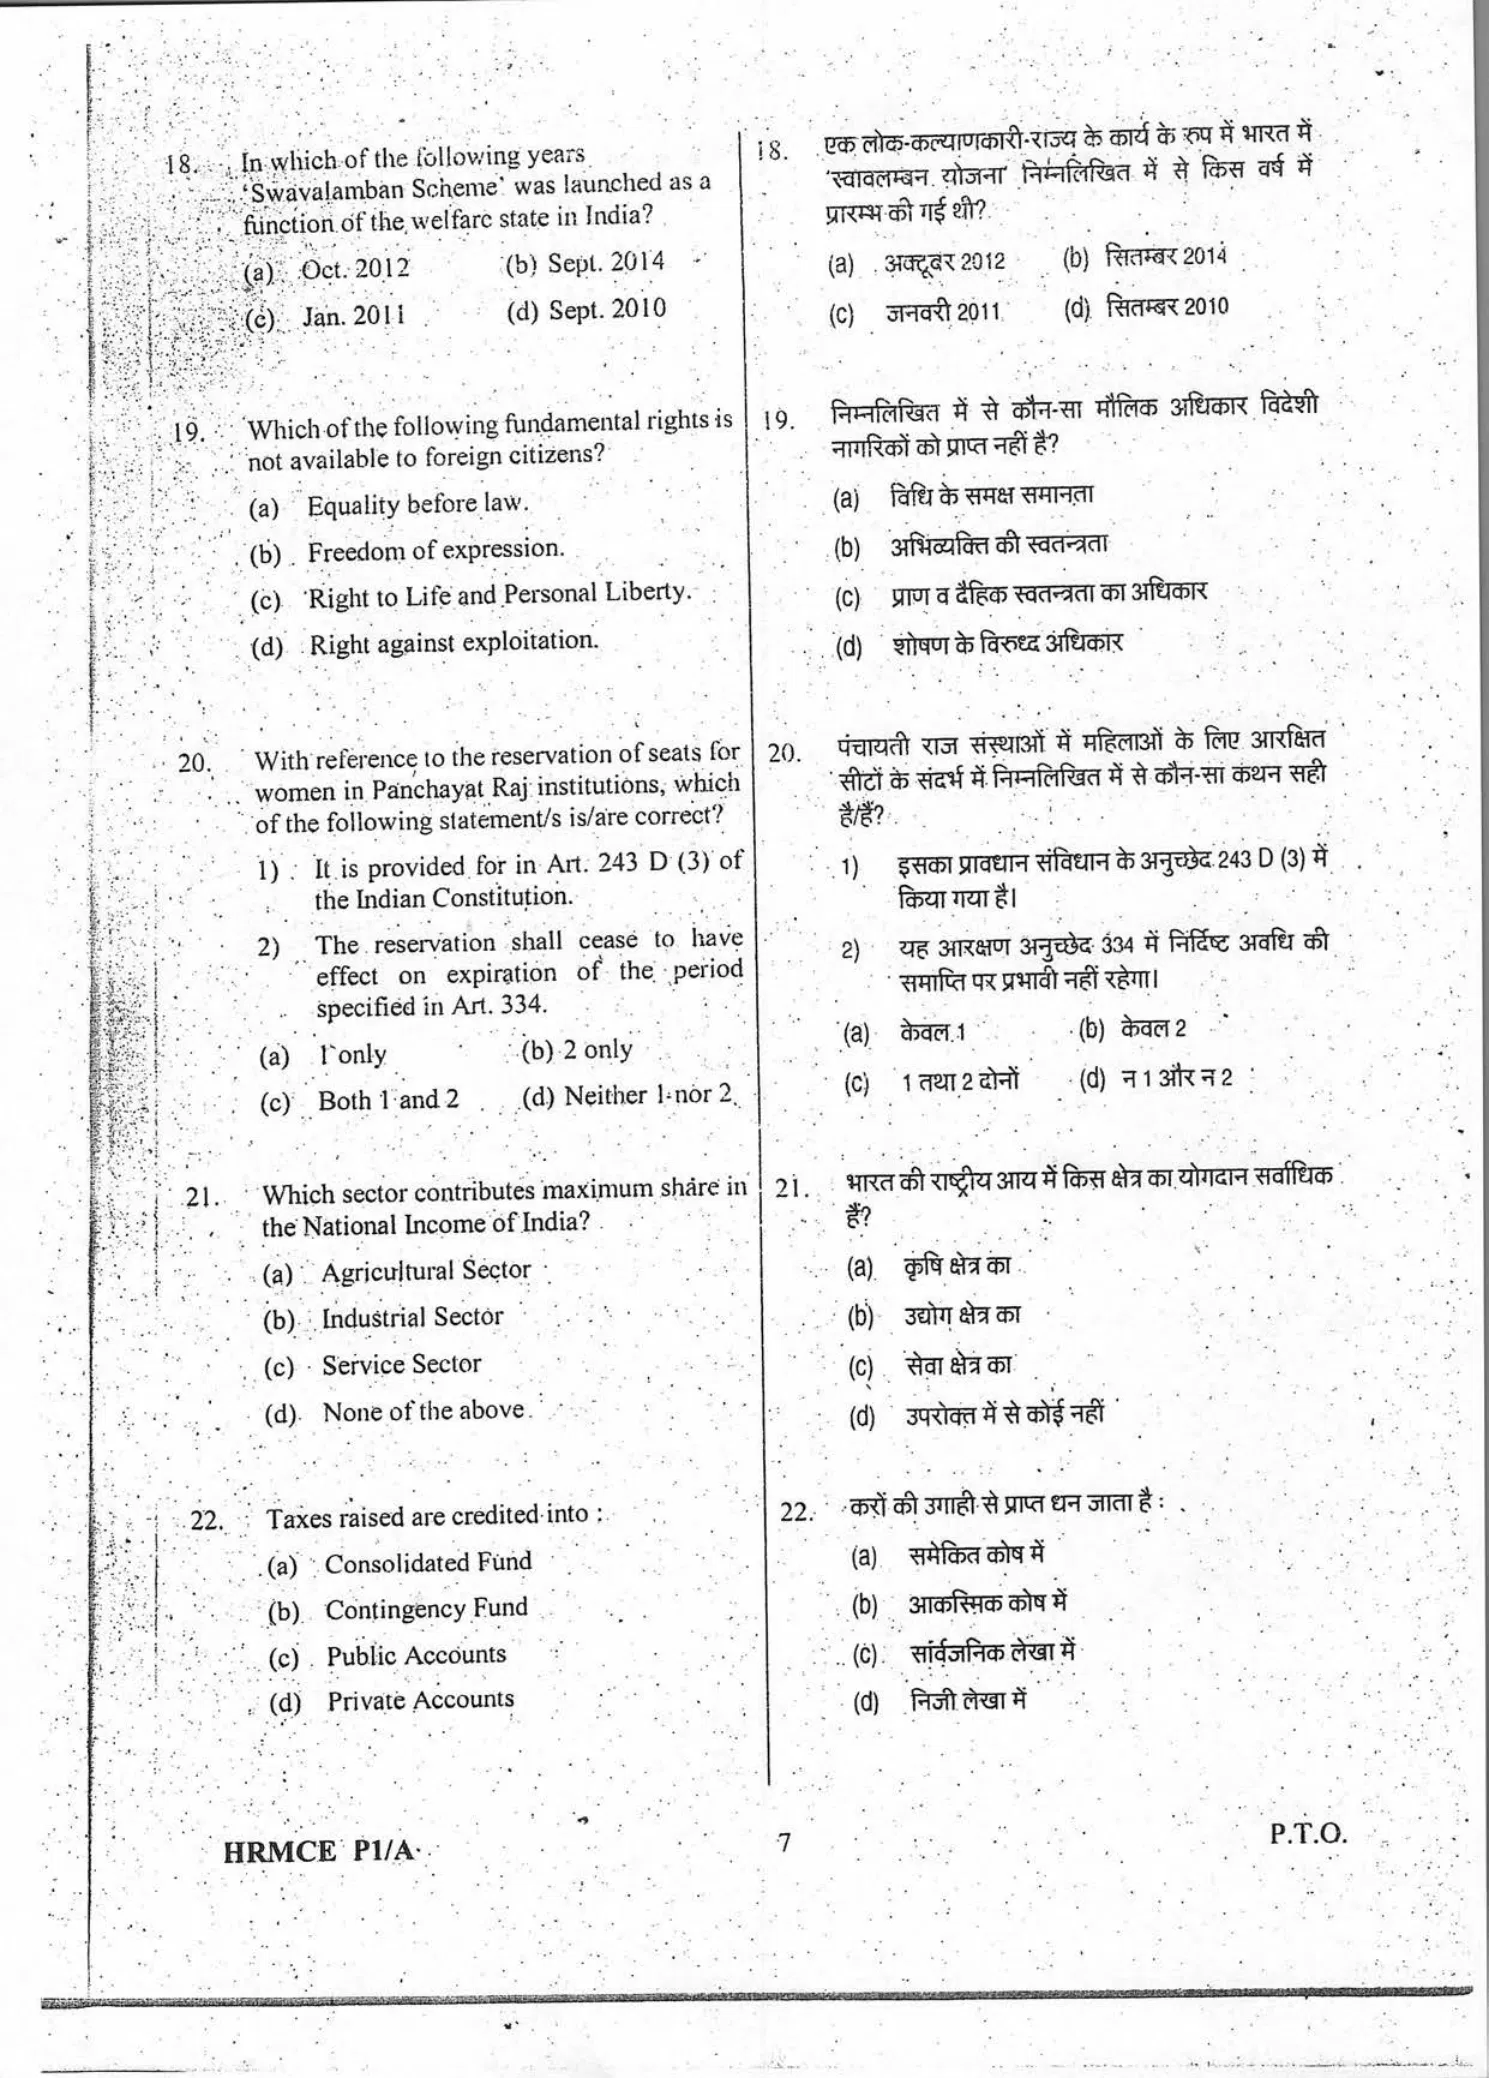 18. In which of the following years
'Swavalamban Scheme' was launched as a
function of the welfare state in India?
(a) Oct. 2012 (b) Sept. 2014
(c) Jan. 2011 (d) Sept. 2010
19. Which of the following fundamental rights is
not available to foreign citizens?
(a) Equality before law.
(b) Freedom of expression.
(c) Right to Life and Personal Liberty.
(d) Right against exploitation.
20. With reference to the reservation of seats for
women in Panchayat Raj institutions, which
of the following statement/s is/are correct?
1) It is provided for in Art. 243 D (3) of
the Indian Constitution.
2) The reservation shall cease to have
effect on expiration of the period
specified in Art. 334.
(a) 1 only (b) 2 only
(c) Both 1 and 2 (d) Neither 1 nor 2.
21. Which sector contributes maximum share in
the National Income of India?
(a) Agricultural Sector
(b) Industrial Sector
(c) Service Sector
(d) None of the above.
22. Taxes raised are credited into :
(a) Consolidated Fund
(b) Contingency Fund
(c) Public Accounts
(d) Private Accounts
18. एक लोक-कल्याणकारी-राज्य के कार्य के रुप में भारत में
'स्वावलम्बन योजना' निम्नलिखित में से किस वर्ष में
प्रारम्भ की गई थी?
(a) अक्टूबर 2012 (b) सितम्बर 2014
(c) जनवरी 2011 (d) सितम्बर 2010
19. निम्नलिखित में से कौन-सा मौलिक अधिकार विदेशी
नागरिकों को प्राप्त नहीं है?
(a) विधि के समक्ष समानता
(b) अभिव्यक्ति की स्वतन्त्रता
(c) प्राण व दैहिक स्वतन्त्रता का अधिकार
(d) शोषण के विरुध्द अधिकार
20. पंचायती राज संस्थाओं में महिलाओं के लिए आरक्षित
सीटों के संदर्भ में निम्नलिखित में से कौन-सा कथन सही
है/हैं?
1) इसका प्रावधान संविधान के अनुच्छेद 243 D (3) में
किया गया है।
2) यह आरक्षण अनुच्छेद 334 में निर्दिष्ट अवधि की
समाप्ति पर प्रभावी नहीं रहेगा।
(a) केवल 1 (b) केवल 2
(c) 1 तथा 2 दोनों (d) न 1 और न 2
21. भारत की राष्ट्रीय आय में किस क्षेत्र का योगदान सर्वाधिक
हैं?
(a) कृषि क्षेत्र का
(b) उद्योग क्षेत्र का
(c) सेवा क्षेत्र का
(d) उपरोक्त में से कोई नहीं
22. करों की उगाही से प्राप्त धन जाता है :
(a) समेकित कोष में
(b) आकस्मिक कोष में
(c) सार्वजनिक लेखा में
(d) निजी लेखा में
HRMCE P1/A 7 P.T.O.